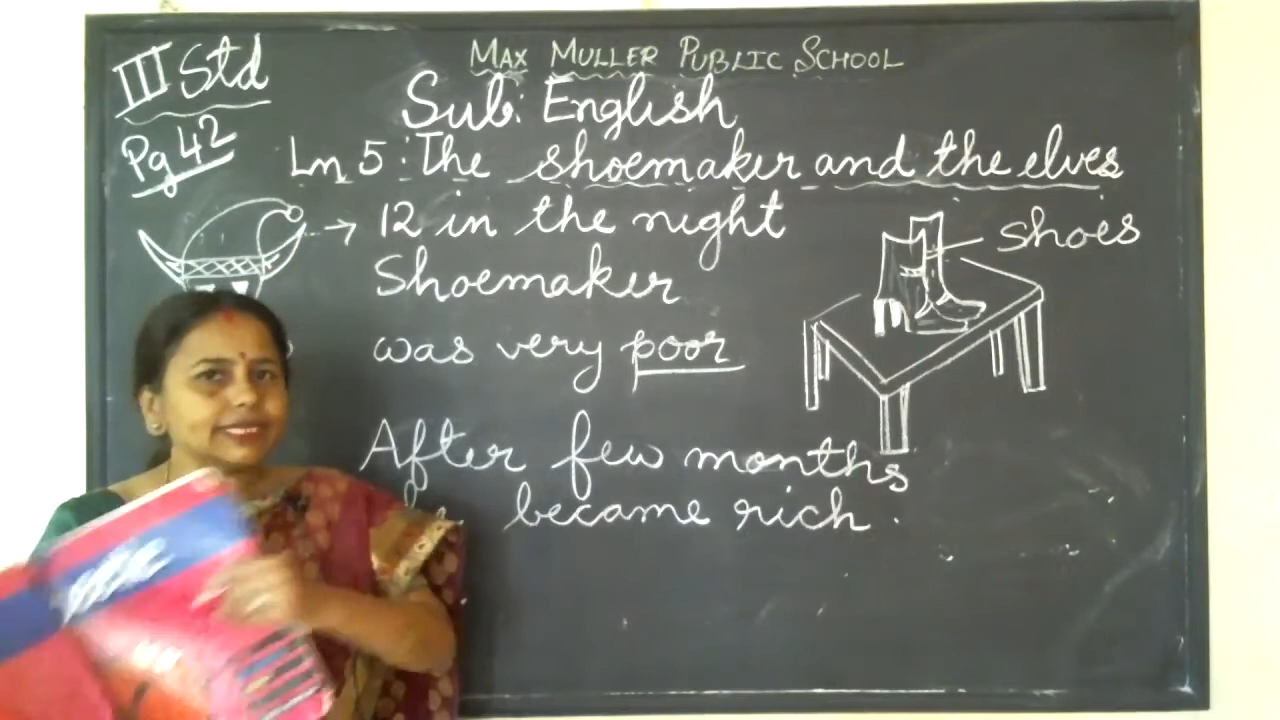 III Std
MAX MULLER PUBLIC SCHOOL
Sub: English
Pg 42
Ln 5: The shoemaker and the elves
→ 12 in the night
shoes
Shoemaker
was very poor
After few months
became rich.